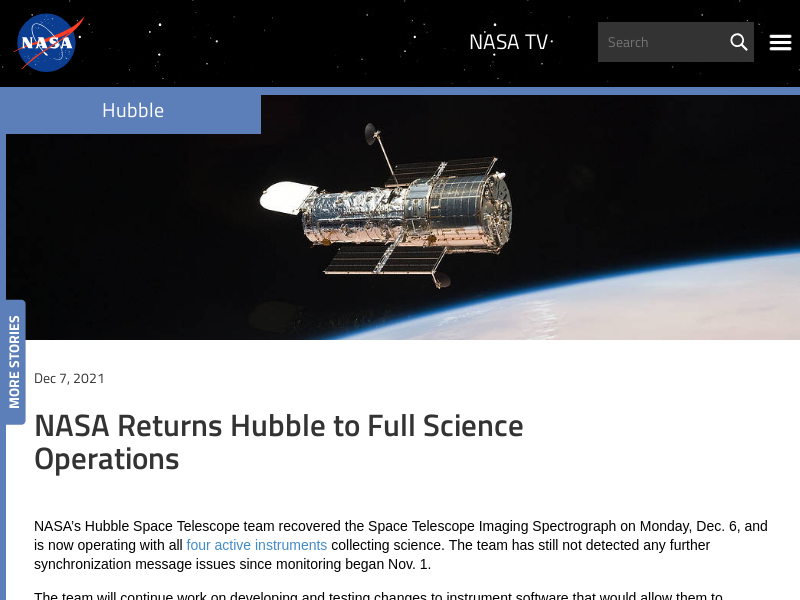 NASA
NASA TV
Search
Hubble
MORE STORIES
Dec 7, 2021
NASA Returns Hubble to Full Science
Operations
NASA’s Hubble Space Telescope team recovered the Space Telescope Imaging Spectrograph on Monday, Dec. 6, and
is now operating with all four active instruments collecting science. The team has still not detected any further
synchronization message issues since monitoring began Nov. 1.
The team will continue work on developing and testing changes to instrument software that would allow them to